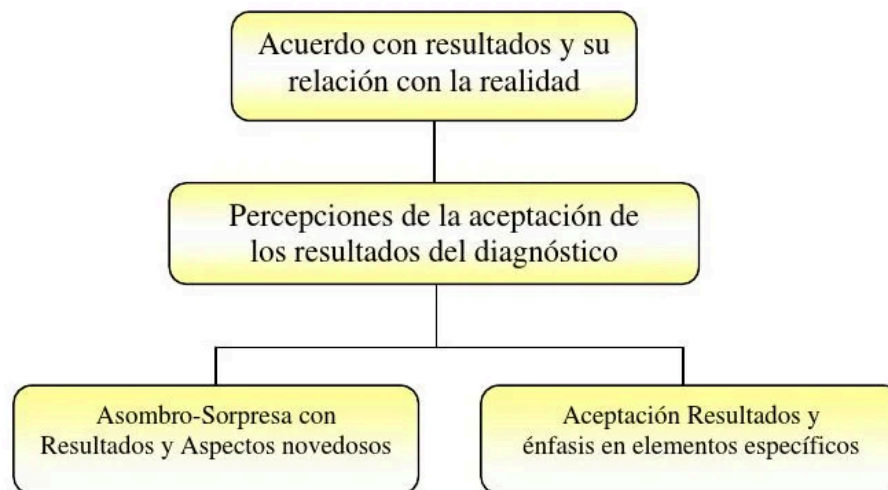 Acuerdo con resultados y su
relación con la realidad
Percepciones de la aceptación de
los resultados del diagnóstico
Asombro-Sorpresa con
Resultados y Aspectos novedosos
Aceptación Resultados y
énfasis en elementos específicos